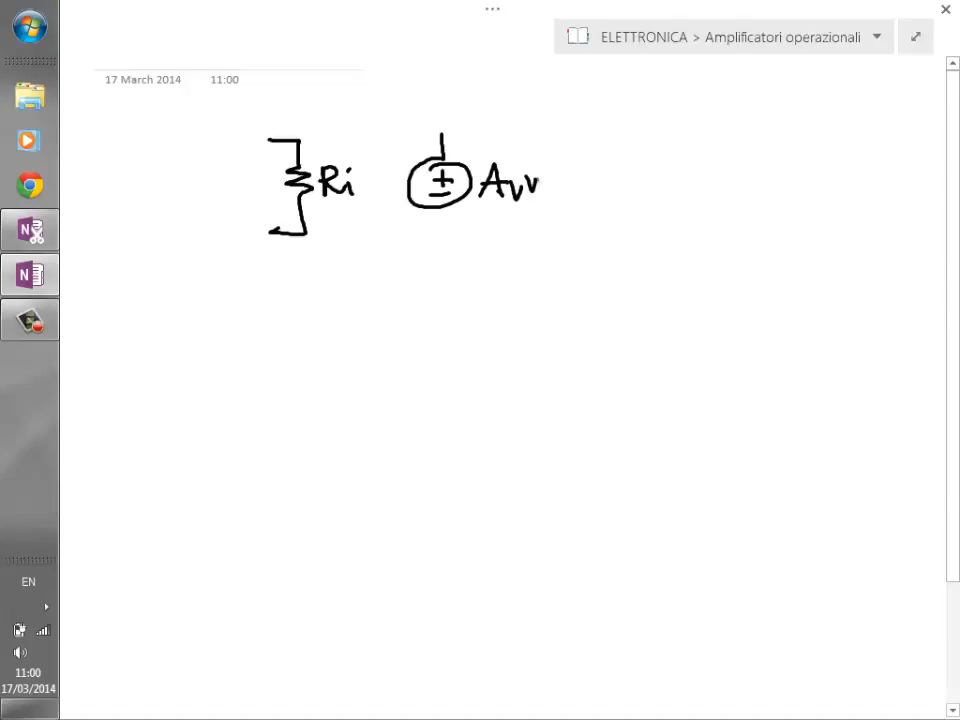 ELETTRONICA > Amplificatori operazionali
17 March 2014 11:00
Ri + Avv
EN
11:00
17/03/2014